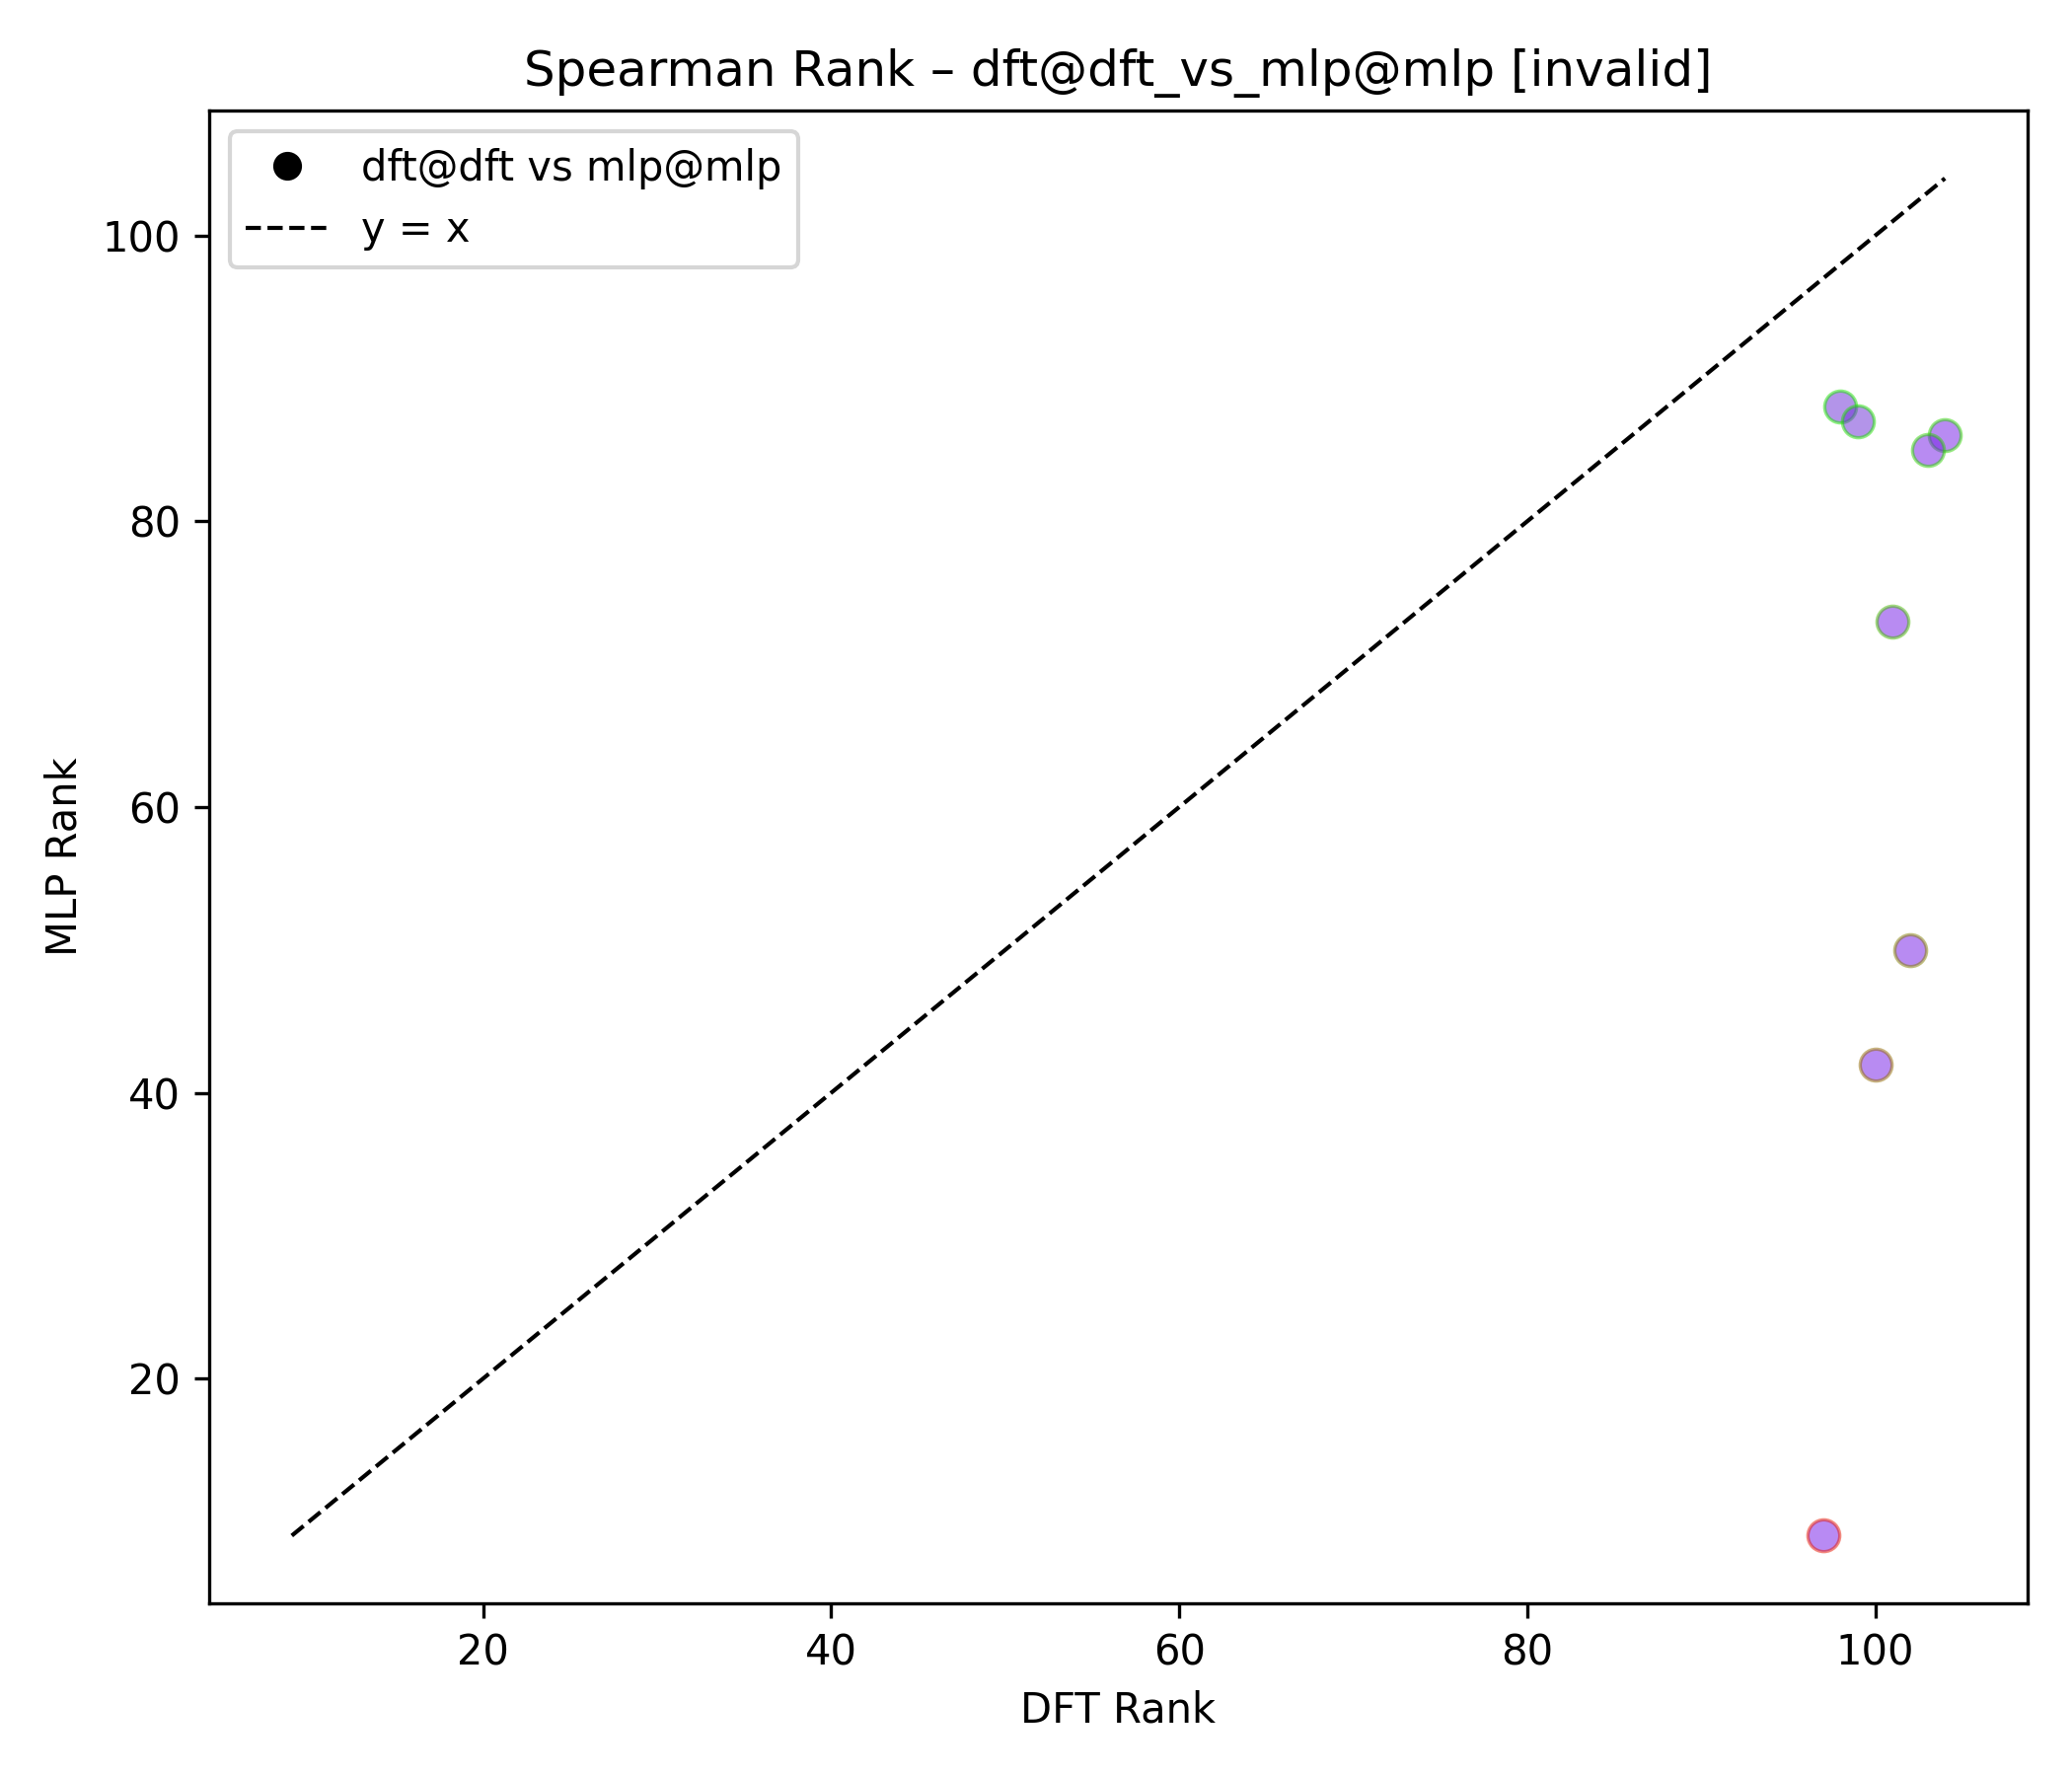 Spearman Rank – dft@dft_vs_mlp@mlp [invalid]
dft@dft vs mlp@mlp
y = x
100
80
60
40
20
MLP Rank
20 40 60 80 100
DFT Rank